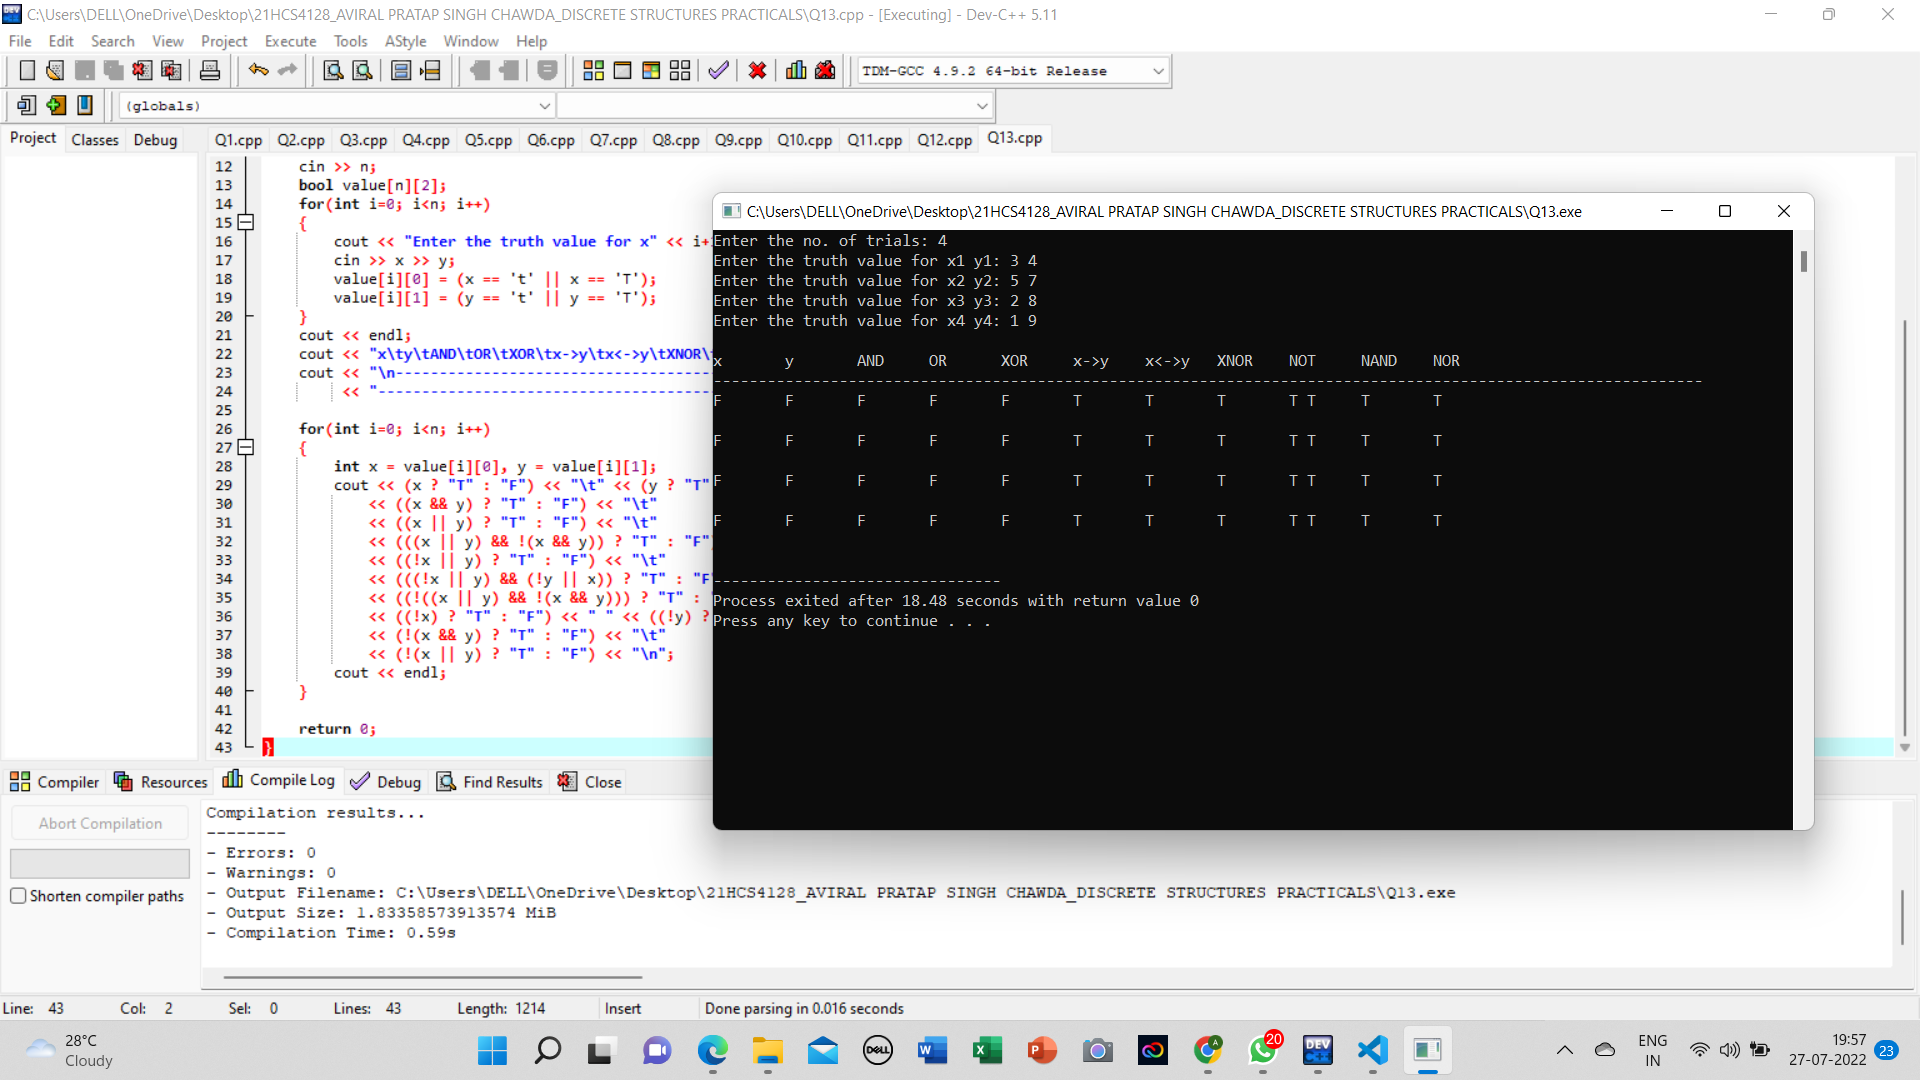 C:\Users\DELL\OneDrive\Desktop\21HCS4128_AVIRAL PRATAP SINGH CHAWDA_DISCRETE STRUCTURES PRACTICALS\Q13.cpp - [Executing] - Dev-C++ 5.11
File Edit Search View Project Execute Tools AStyle Window Help
TDM-GCC 4.9.2 64-bit Release
(globals)
Project Classes Debug
Q1.cpp Q2.cpp Q3.cpp Q4.cpp Q5.cpp Q6.cpp Q7.cpp Q8.cpp Q9.cpp Q10.cpp Q11.cpp Q12.cpp Q13.cpp
12 cin >> n;
13 bool value[n][2];
14 for(int i=0; i<n; i++)
15 {
16 cout << "Enter the truth value for x" << i+
17 cin >> x >> y;
18 value[i][0] = (x == 't' || x == 'T');
19 value[i][1] = (y == 't' || y == 'T');
20 }
21 cout << endl;
22 cout << "x\ty\tAND\tOR\tXOR\tx->y\tx<->y\tXNOR\
23 cout << "\n------------------------------------
24 << "--------------------------------------
25
26 for(int i=0; i<n; i++)
27 {
28 int x = value[i][0], y = value[i][1];
29 cout << (x ? "T" : "F") << "\t" << (y ? "T"
30 << ((x && y) ? "T" : "F") << "\t"
31 << ((x || y) ? "T" : "F") << "\t"
32 << (((x || y) && !(x && y)) ? "T" : "F"
33 << ((!x || y) ? "T" : "F") << "\t"
34 << (((!x || y) && (!y || x)) ? "T" : "F
35 << ((!((x || y) && !(x && y))) ? "T" :
36 << ((!x) ? "T" : "F") << " " << ((!y) ?
37 << (!(x && y) ? "T" : "F") << "\t"
38 << (!(x || y) ? "T" : "F") << "\n";
39 cout << endl;
40 }
41
42 return 0;
43 }
C:\Users\DELL\OneDrive\Desktop\21HCS4128_AVIRAL PRATAP SINGH CHAWDA_DISCRETE STRUCTURES PRACTICALS\Q13.exe
Enter the no. of trials: 4
Enter the truth value for x1 y1: 3 4
Enter the truth value for x2 y2: 5 7
Enter the truth value for x3 y3: 2 8
Enter the truth value for x4 y4: 1 9
x y AND OR XOR x->y x<->y XNOR NOT NAND NOR
--------------------------------------------------------------------------------------------------------------
F F F F F T T T T T T T
F F F F F T T T T T T T
F F F F F T T T T T T T
F F F F F T T T T T T T
--------------------------------
Process exited after 18.48 seconds with return value 0
Press any key to continue . . .
Compiler Resources Compile Log Debug Find Results Close
Abort Compilation
Shorten compiler paths
Compilation results...
--------
- Errors: 0
- Warnings: 0
- Output Filename: C:\Users\DELL\OneDrive\Desktop\21HCS4128_AVIRAL PRATAP SINGH CHAWDA_DISCRETE STRUCTURES PRACTICALS\Q13.exe
- Output Size: 1.83358573913574 MiB
- Compilation Time: 0.59s
Line: 43 Col: 2 Sel: 0 Lines: 43 Length: 1214 Insert Done parsing in 0.016 seconds
28°C
Cloudy
DELL
W
X
P
A
20
DEV
C++
ENG
IN
19:57
27-07-2022
23